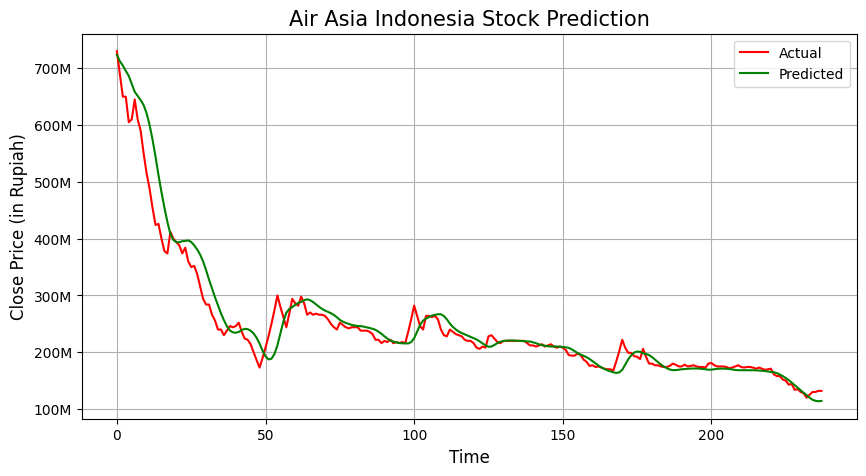 Air Asia Indonesia Stock Prediction
Actual
Predicted
Close Price (in Rupiah)
700M
600M
500M
400M
300M
200M
100M
0 50 100 150 200
Time